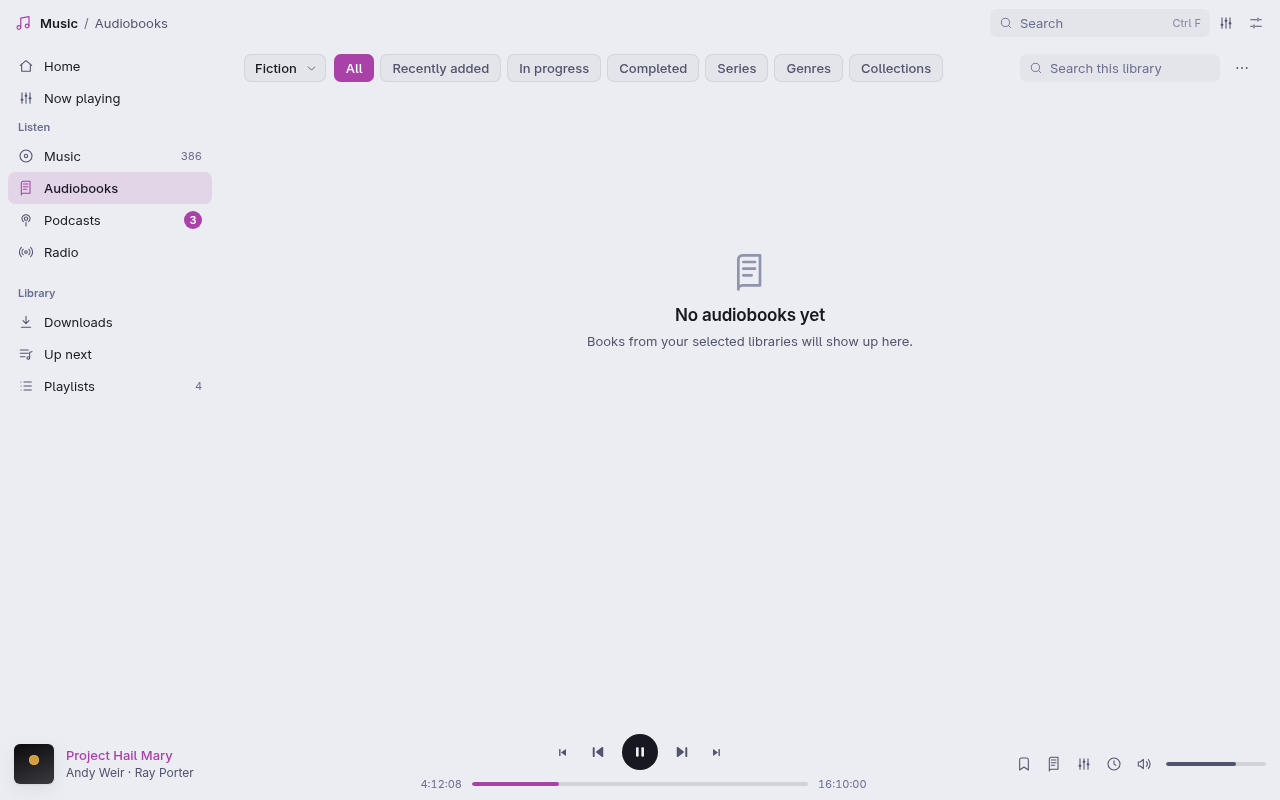 Music / Audiobooks
Search
Ctrl F
Home
Now playing
Listen
Music 386
Audiobooks
Podcasts 3
Radio
Library
Downloads
Up next
Playlists 4
Fiction
All
Recently added
In progress
Completed
Series
Genres
Collections
Search this library
No audiobooks yet
Books from your selected libraries will show up here.
Project Hail Mary
Andy Weir · Ray Porter
4:12:08
16:10:00